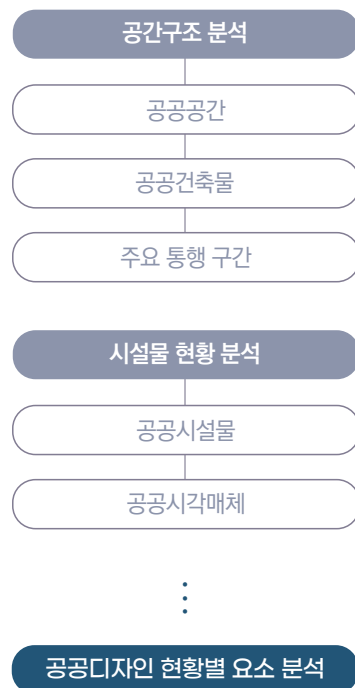 공간구조 분석
공공공간
공공건축물
주요 통행 구간
시설물 현황 분석
공공시설물
공공시각매체
공공디자인 현황별 요소 분석